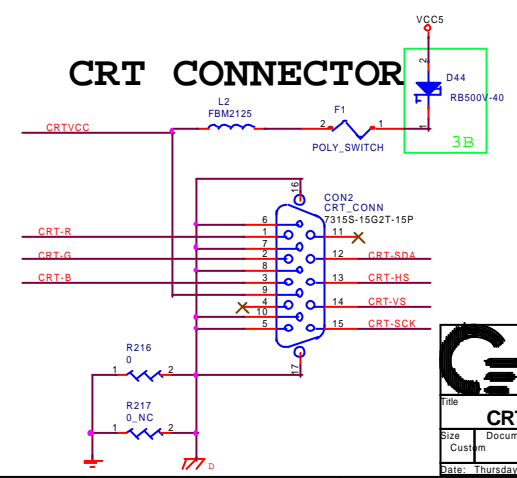 VCC5
CRT CONNECTOR
2
D44
RB500V-40
1
3B
L2
FBM2125
F1
2
1
POLY_SWITCH
CRTVCC
16
CON2
CRT_CONN
7315S-15G2T-15P
6
CRT-R
1
11
7
CRT-G
2
12
CRT-SDA
8
CRT-B
3
13
CRT-HS
9
4
14
CRT-VS
10
5
15
CRT-SCK
17
R216
0
1
2
R217
0_NC
1
2
D
Title
CRT
Size
Docum
Custom
Date: Thursday